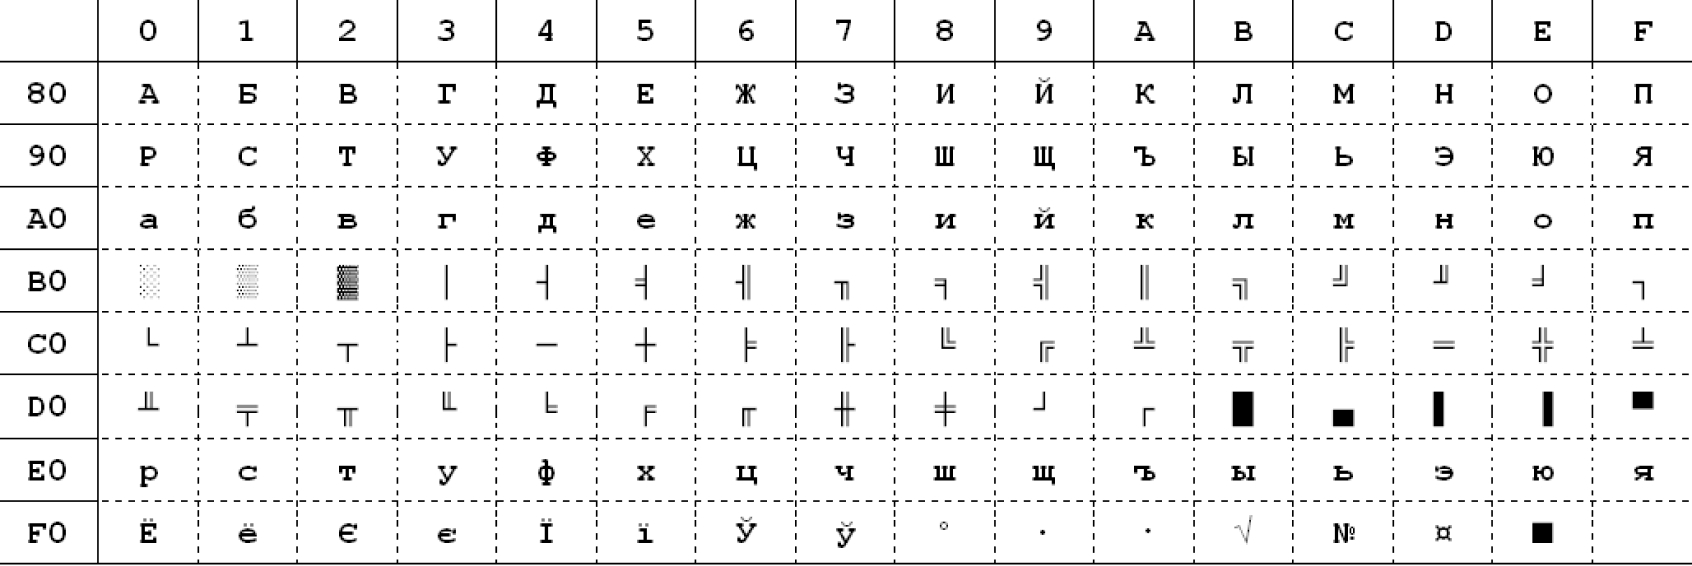 0 1 2 3 4 5 6 7 8 9 A B C D E F
80 А Б В Г Д Е Ж З И Й К Л М Н О П
90 Р С Т У Ф Х Ц Ч Ш Щ Ъ Ы Ь Э Ю Я
A0 а б в г д е ж з и й к л м н о п
B0 ░ ▒ ▓ │ ┤ ╡ ╢ ╖ ╕ ╣ ║ ╗ ╝ ╜ ╛ ┐
C0 └ ┴ ┬ ├ ─ ┼ ╞ ╟ ╚ ╔ ╩ ╦ ╠ ═ ╬ ╧
D0 ╨ ╤ ╥ ╙ ╘ ╒ ╓ ╫ ╪ ┘ ┌ █ ▄ ▌ ▐ ▀
E0 р с т у ф х ц ч ш щ ъ ы ь э ю я
F0 Ё ё Є є Ї ї Ў ў ° ∙ · √ № ¤ ■